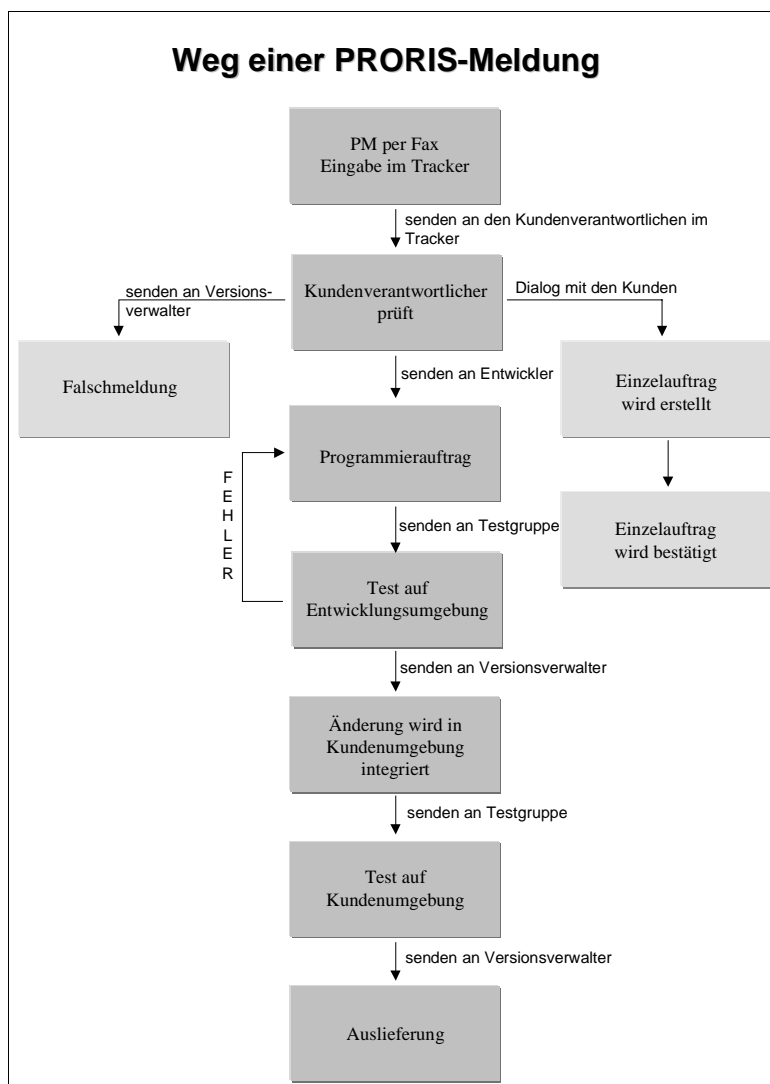 Weg einer PRORIS-Meldung
PM per Fax
Eingabe im Tracker
senden an den Kundenverantwortlichen im
Tracker
Kundenverantwortlicher
prüft
senden an Versions-
verwalter
Dialog mit den Kunden
Falschmeldung
senden an Entwickler
Einzelauftrag
wird erstellt
Programmierauftrag
F
E
H
L
E
R
senden an Testgruppe
Einzelauftrag
wird bestätigt
Test auf
Entwicklungsumgebung
senden an Versionsverwalter
Änderung wird in
Kundenumgebung
integriert
senden an Testgruppe
Test auf
Kundenumgebung
senden an Versionsverwalter
Auslieferung